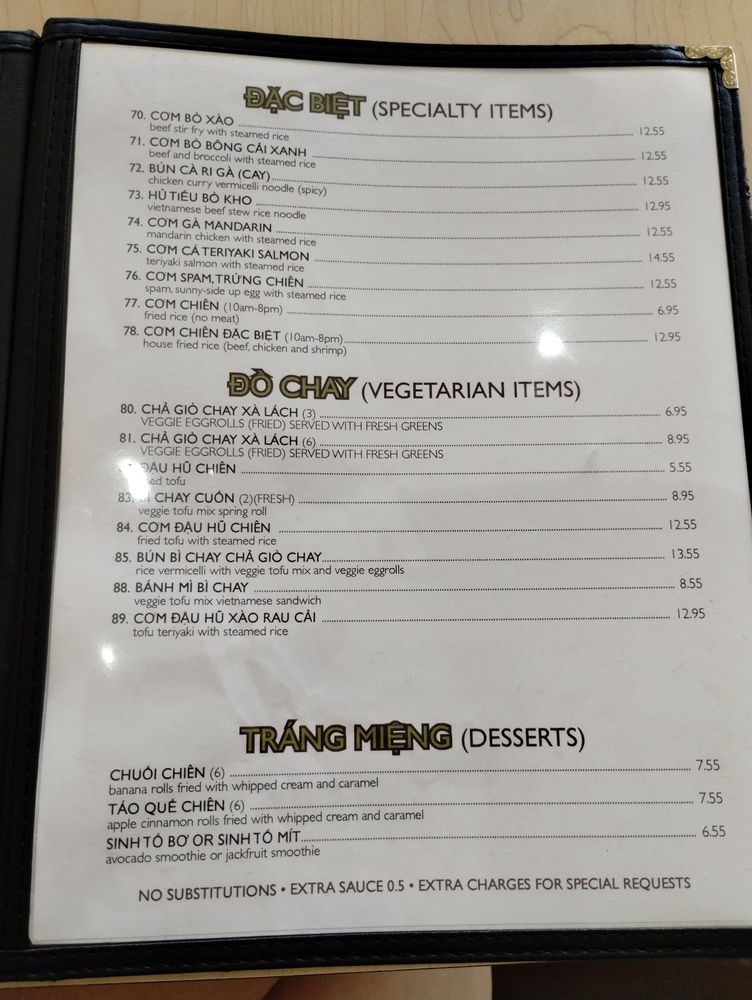 ĐẶC BIỆT (SPECIALTY ITEMS)
70. CƠM BÒ XÀO 12.55
beef stir fry with steamed rice
71. CƠM BÒ BÔNG CẢI XANH 12.55
beef and broccoli with steamed rice
72. BÚN CÀ RI GÀ (CAY) 12.55
chicken curry vermicelli noodle (spicy)
73. HỦ TIẾU BÒ KHO 12.95
vietnamese beef stew rice noodle
74. CƠM GÀ MANDARIN 12.55
mandarin chicken with steamed rice
75. CƠM CÁ TERIYAKI SALMON 14.55
teriyaki salmon with steamed rice
76. CƠM SPAM, TRỨNG CHIÊN 12.55
spam, sunny-side up egg with steamed rice
77. CƠM CHIÊN (10am-8pm) 6.95
fried rice (no meat)
78. CƠM CHIÊN ĐẶC BIỆT (10am-8pm) 12.95
house fried rice (beef, chicken and shrimp)
ĐỒ CHAY (VEGETARIAN ITEMS)
80. CHẢ GIÒ CHAY XÀ LÁCH (3) 6.95
VEGGIE EGGROLLS (FRIED) SERVED WITH FRESH GREENS
81. CHẢ GIÒ CHAY XÀ LÁCH (6) 8.95
VEGGIE EGGROLLS (FRIED) SERVED WITH FRESH GREENS
ĐẬU HŨ CHIÊN 5.55
tofu
83. BÌ CHAY CUỐN (2)(FRESH) 8.95
veggie tofu mix spring roll
84. CƠM ĐẬU HŨ CHIÊN 12.55
fried tofu with steamed rice
85. BÚN BÌ CHAY CHẢ GIÒ CHAY 13.55
rice vermicelli with veggie tofu mix and veggie eggrolls
88. BÁNH MÌ BÌ CHAY 8.55
veggie tofu mix vietnamese sandwich
89. CƠM ĐẬU HŨ XÀO RAU CẢI 12.95
tofu teriyaki with steamed rice
TRÁNG MIỆNG (DESSERTS)
CHUỐI CHIÊN (6) 7.55
banana rolls fried with whipped cream and caramel
TÁO QUẾ CHIÊN (6) 7.55
apple cinnamon rolls fried with whipped cream and caramel
SINH TỐ BƠ OR SINH TỐ MÍT 6.55
avocado smoothie or jackfruit smoothie
NO SUBSTITUTIONS • EXTRA SAUCE 0.5 • EXTRA CHARGES FOR SPECIAL REQUESTS